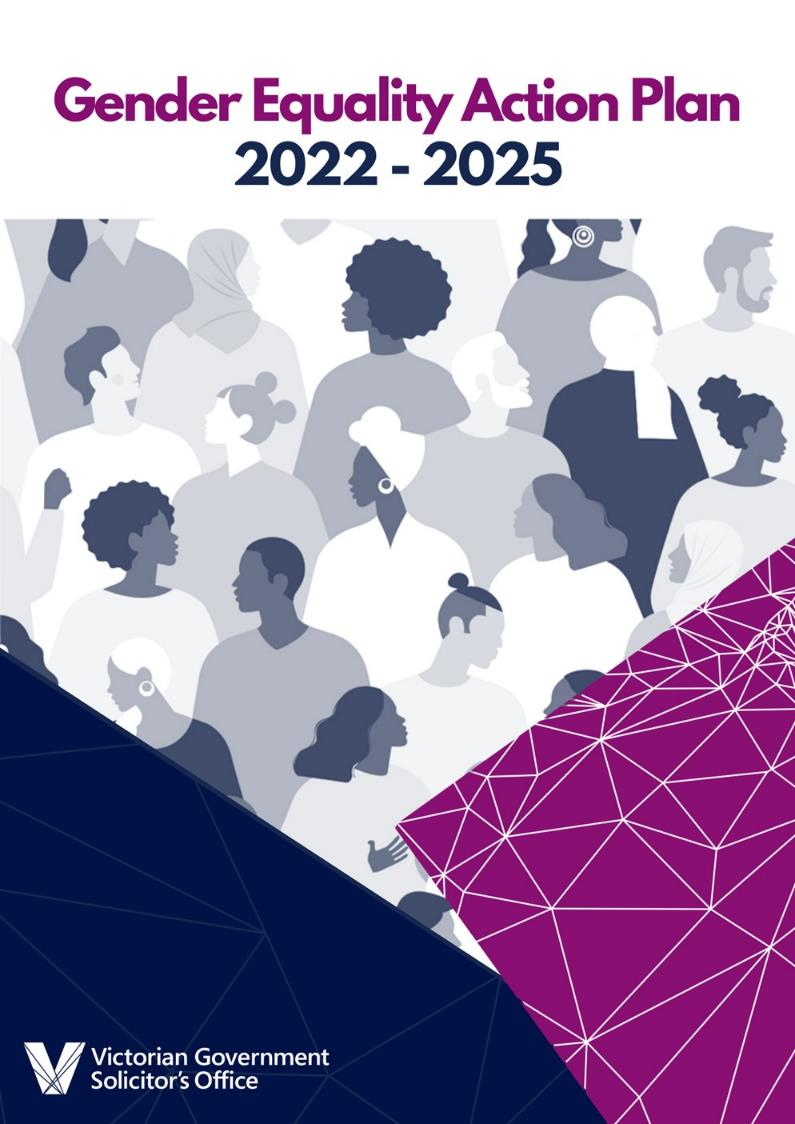 Gender Equality Action Plan
2022 - 2025
Victorian Government
Solicitor's Office